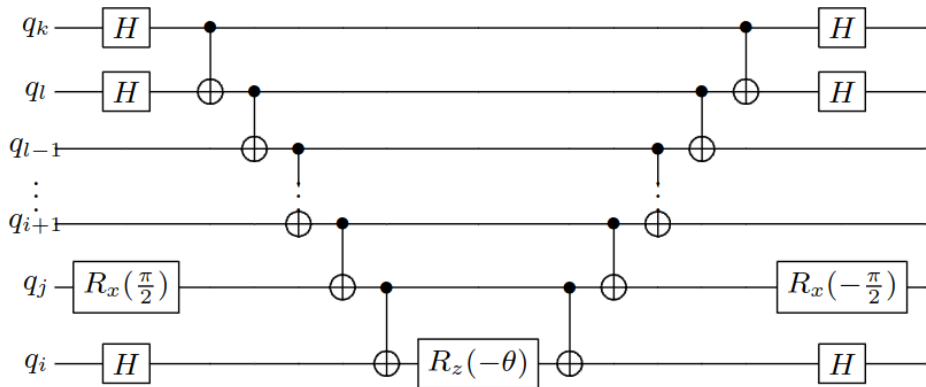 q_k H H
q_l H H
q_{l-1}
⋮ ⋮ ⋮
q_{i+1}
q_j R_x(π/2) R_x(-π/2)
q_i H R_z(-θ) H